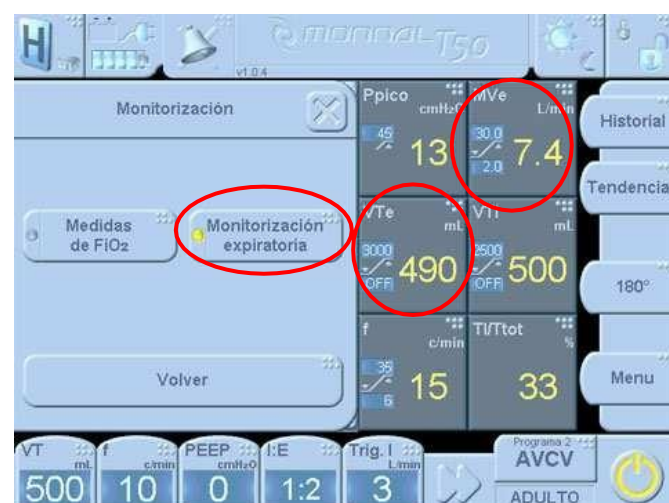 H
monnal T50
v1.0.4
Monitorización
Medidas
de FiO2
Monitorización
expiratoria
Volver
Ppico
cmH2O
45
13
MVe
L/min
30.0
2.0
7.4
VTe
mL
3000
OFF
490
VTi
mL
2500
OFF
500
f
c/min
35
6
15
TI/Ttot
%
33
Historial
Tendencia
180°
Menu
VT
mL
500
f
c/min
10
PEEP
cmH2O
0
I:E
1:2
Trig. I
L/min
3
Programa 2
AVCV
ADULTO